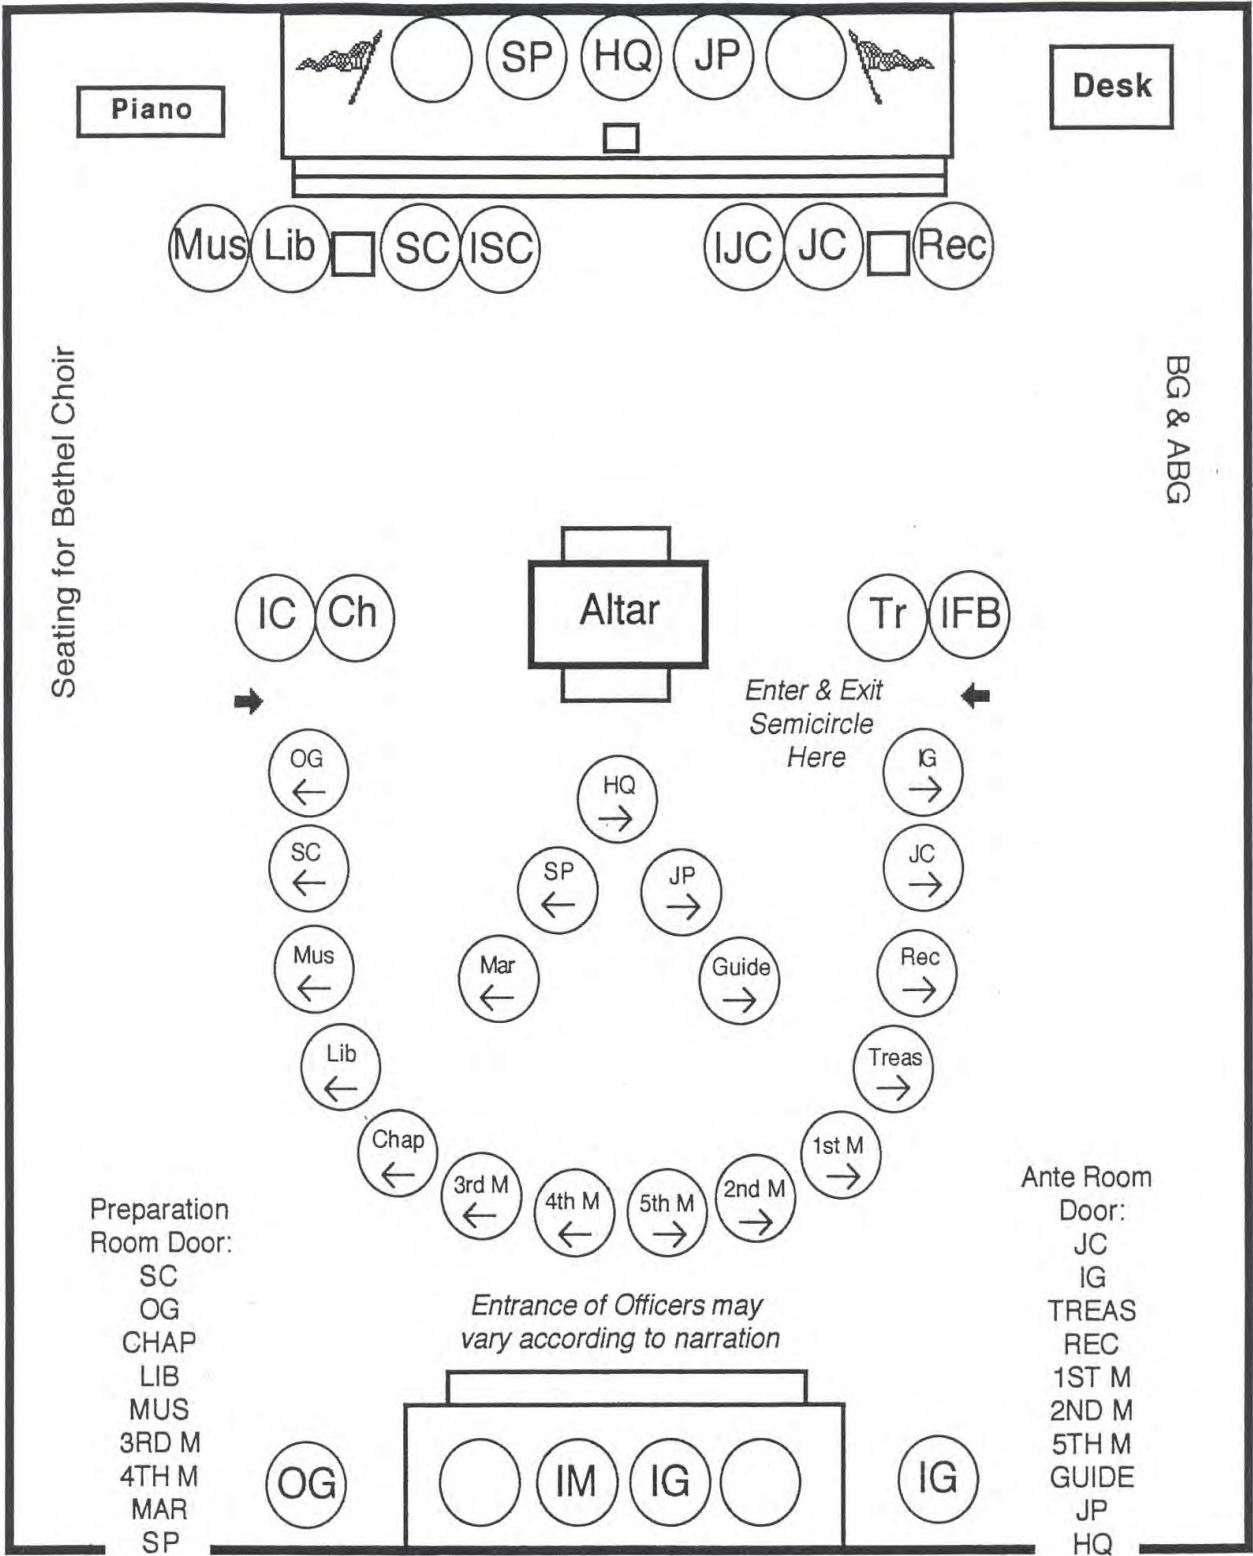 SP HQ JP
Piano
Desk
Mus Lib SC ISC IJC JC Rec
Seating for Bethel Choir
BG & ABG
IC Ch Altar Tr IFB
Enter & Exit
Semicircle
Here
OG
HQ
IG
SC
SP
JP
JC
Mus
Mar
Guide
Rec
Lib
Treas
Chap
1st M
3rd M
4th M
5th M
2nd M
Preparation
Room Door:
SC
OG
CHAP
LIB
MUS
3RD M
4TH M
MAR
SP
Entrance of Officers may
vary according to narration
Ante Room
Door:
JC
IG
TREAS
REC
1ST M
2ND M
5TH M
GUIDE
JP
HQ
OG IM IG IG